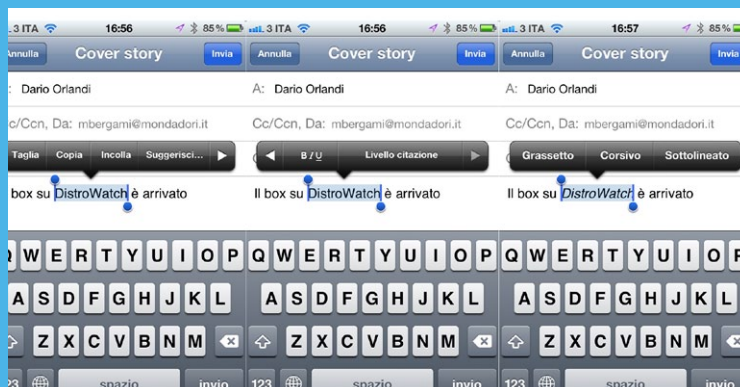 3 ITA 16:56 85%
Annulla Cover story Invia
: Dario Orlandi
c/Ccn, Da: mbergami@mondadori.it
Taglia Copia Incolla Suggerisci...
box su DistroWatch è arrivato
Q W E R T Y U I O P
A S D F G H J K L
Z X C V B N M
23 spazio invio
3 ITA 16:56 85%
Annulla Cover story Invia
A: Dario Orlandi
Cc/Ccn, Da: mbergami@mondadori.it
B I U Livello citazione
Il box su DistroWatch è arrivato
Q W E R T Y U I O P
A S D F G H J K L
Z X C V B N M
123 spazio invio
3 ITA 16:57 85%
Annulla Cover story Invia
A: Dario Orlandi
Cc/Ccn, Da: mbergami@mondadori.it
Grassetto Corsivo Sottolineato
Il box su DistroWatch è arrivato
Q W E R T Y U I O P
A S D F G H J K L
Z X C V B N M
123 spazio invio